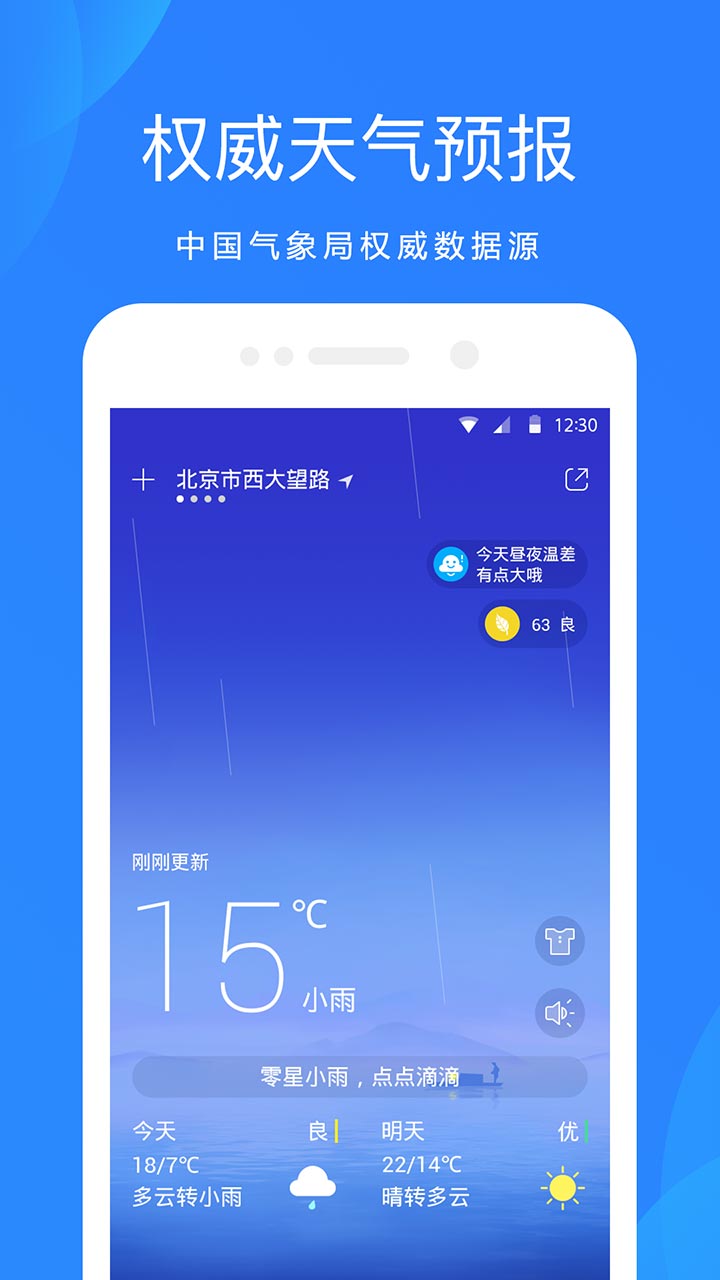 权威天气预报
中国气象局权威数据源
12:30
北京市西大望路
今天昼夜温差
有点大哦
63 良
刚刚更新
15℃
小雨
零星小雨，点点滴滴
今天 良
18/7℃
多云转小雨
明天 优
22/14℃
晴转多云